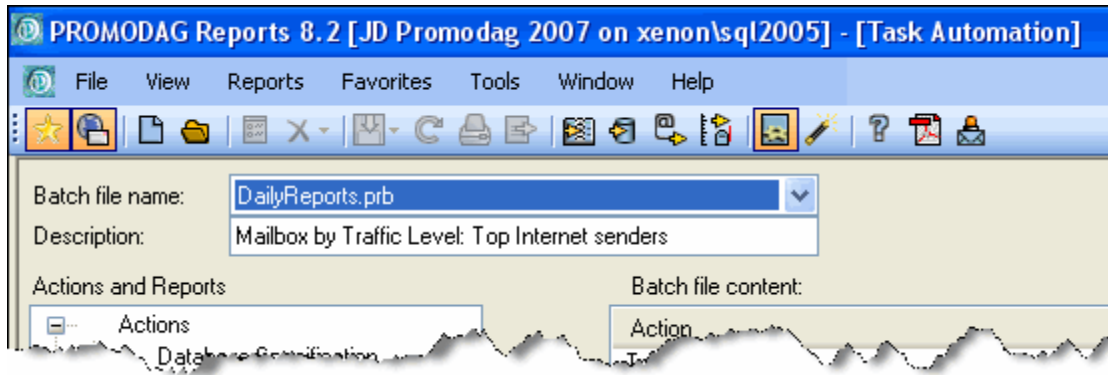 PROMODAG Reports 8.2 [JD Promodag 2007 on xenon\sql2005] - [Task Automation]
File View Reports Favorites Tools Window Help
Batch file name: DailyReports.prb
Description: Mailbox by Traffic Level: Top Internet senders
Actions and Reports Batch file content:
Actions Action
Database